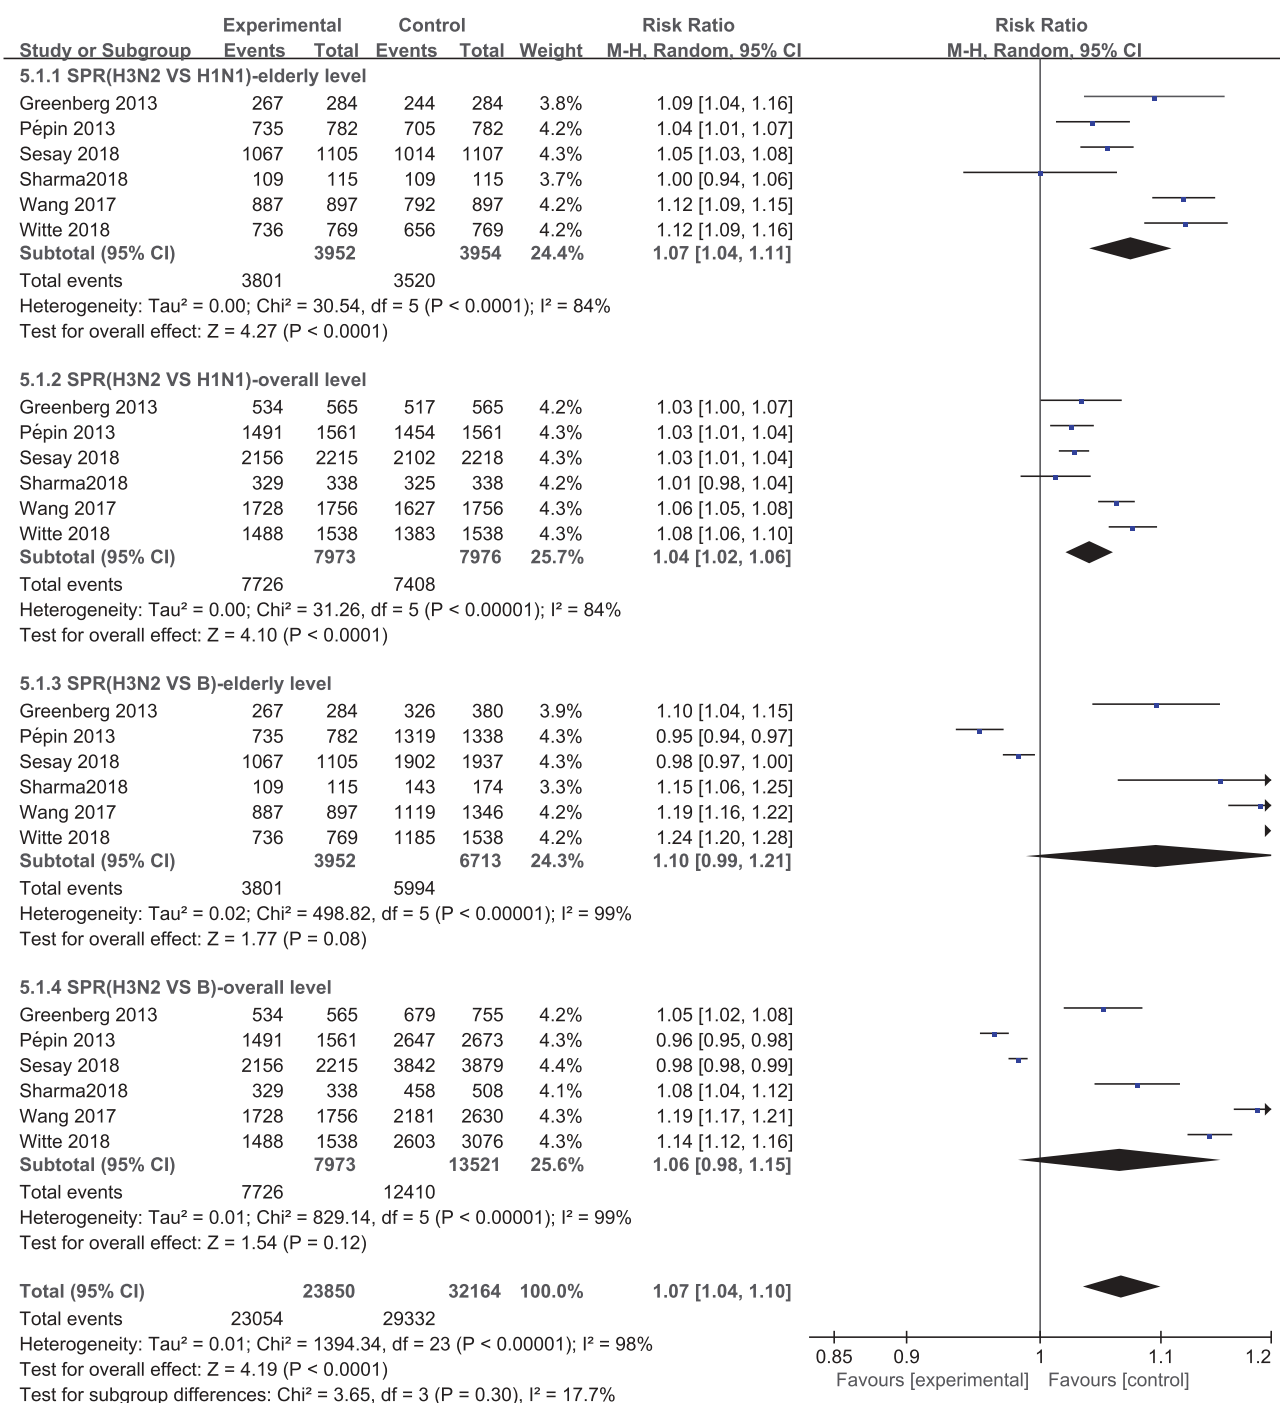 Experimental Control Risk Ratio Risk Ratio
Study or Subgroup Events Total Events Total Weight M-H, Random, 95% CI M-H, Random, 95% CI
5.1.1 SPR(H3N2 VS H1N1)-elderly level
Greenberg 2013 267 284 244 284 3.8% 1.09 [1.04, 1.16]
Pépin 2013 735 782 705 782 4.2% 1.04 [1.01, 1.07]
Sesay 2018 1067 1105 1014 1107 4.3% 1.05 [1.03, 1.08]
Sharma2018 109 115 109 115 3.7% 1.00 [0.94, 1.06]
Wang 2017 887 897 792 897 4.2% 1.12 [1.09, 1.15]
Witte 2018 736 769 656 769 4.2% 1.12 [1.09, 1.16]
Subtotal (95% CI) 3952 3954 24.4% 1.07 [1.04, 1.11]
Total events 3801 3520
Heterogeneity: Tau² = 0.00; Chi² = 30.54, df = 5 (P < 0.0001); I² = 84%
Test for overall effect: Z = 4.27 (P < 0.0001)
5.1.2 SPR(H3N2 VS H1N1)-overall level
Greenberg 2013 534 565 517 565 4.2% 1.03 [1.00, 1.07]
Pépin 2013 1491 1561 1454 1561 4.3% 1.03 [1.01, 1.04]
Sesay 2018 2156 2215 2102 2218 4.3% 1.03 [1.01, 1.04]
Sharma2018 329 338 325 338 4.2% 1.01 [0.98, 1.04]
Wang 2017 1728 1756 1627 1756 4.2% 1.06 [1.05, 1.08]
Witte 2018 1488 1538 1383 1538 4.2% 1.08 [1.06, 1.10]
Subtotal (95% CI) 7973 7976 25.7% 1.04 [1.02, 1.06]
Total events 7726 7408
Heterogeneity: Tau² = 0.00; Chi² = 31.26, df = 5 (P < 0.00001); I² = 84%
Test for overall effect: Z = 4.10 (P < 0.0001)
5.1.3 SPR(H3N2 VS B)-elderly level
Greenberg 2013 267 284 326 380 3.9% 1.10 [1.04, 1.15]
Pépin 2013 735 782 1319 1338 4.3% 0.95 [0.94, 0.97]
Sesay 2018 1067 1105 1902 1937 4.3% 0.98 [0.97, 1.00]
Sharma2018 109 115 143 174 3.3% 1.15 [1.06, 1.25]
Wang 2017 887 897 1119 1346 4.2% 1.19 [1.16, 1.22]
Witte 2018 736 769 1185 1538 4.2% 1.24 [1.20, 1.28]
Subtotal (95% CI) 3952 6713 24.3% 1.10 [0.99, 1.21]
Total events 3801 5994
Heterogeneity: Tau² = 0.02; Chi² = 498.82, df = 5 (P < 0.00001); I² = 99%
Test for overall effect: Z = 1.77 (P = 0.08)
5.1.4 SPR(H3N2 VS B)-overall level
Greenberg 2013 534 565 679 755 4.2% 1.05 [1.02, 1.08]
Pépin 2013 1491 1561 2647 2673 4.3% 0.96 [0.95, 0.98]
Sesay 2018 2156 2215 3842 3879 4.4% 0.98 [0.98, 0.99]
Sharma2018 329 338 458 508 4.1% 1.08 [1.04, 1.12]
Wang 2017 1728 1756 2181 2630 4.3% 1.19 [1.17, 1.21]
Witte 2018 1488 1538 2603 3076 4.3% 1.14 [1.12, 1.16]
Subtotal (95% CI) 7973 13521 25.6% 1.06 [0.98, 1.15]
Total events 7726 12410
Heterogeneity: Tau² = 0.01; Chi² = 829.14, df = 5 (P < 0.00001); I² = 99%
Test for overall effect: Z = 1.54 (P = 0.12)
Total (95% CI) 23850 32164 100.0% 1.07 [1.04, 1.10]
Total events 23054 29332
Heterogeneity: Tau² = 0.01; Chi² = 1394.34, df = 23 (P < 0.00001); I² = 98%
Test for overall effect: Z = 4.19 (P < 0.0001)
Test for subgroup differences: Chi² = 3.65, df = 3 (P = 0.30), I² = 17.7%
0.85 0.9 1 1.1 1.2
Favours [experimental] Favours [control]